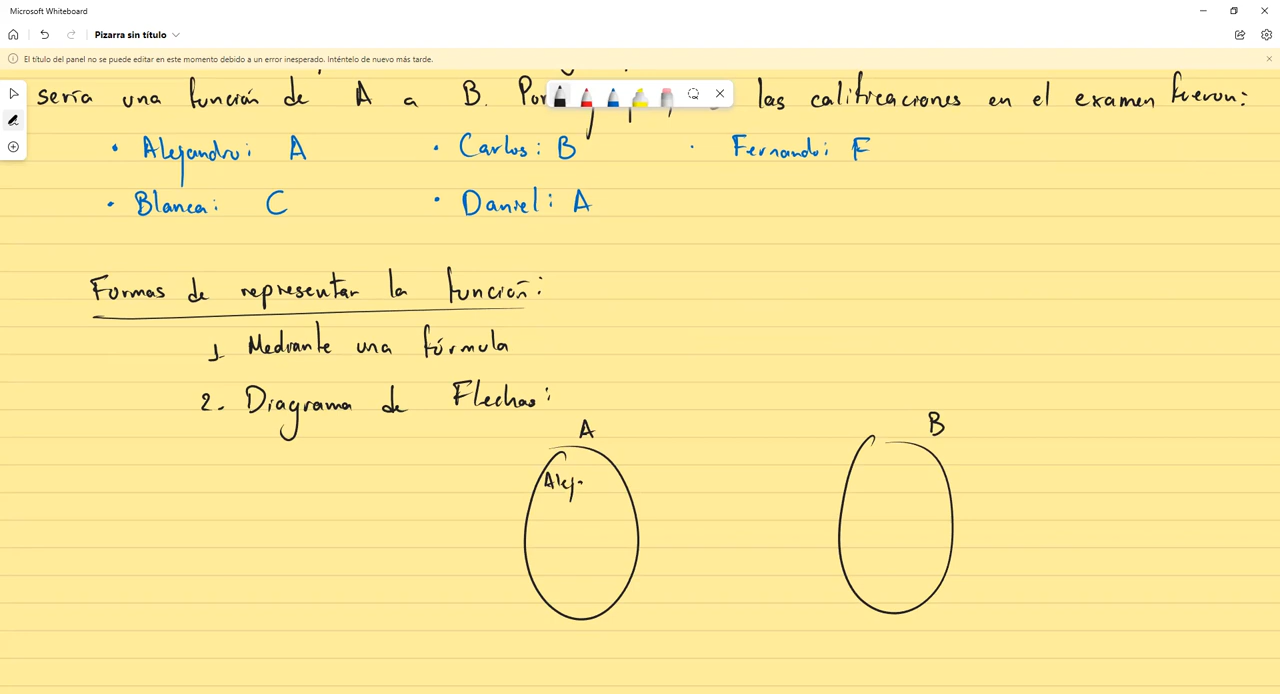 Microsoft Whiteboard
Pizarra sin título
El título del panel no se puede editar en este momento debido a un error inesperado. Inténtelo de nuevo más tarde.
sería una función de A a B. Por las calificaciones en el examen fueron:
• Alejandro: A • Carlos: B • Fernando: F
• Blanca: C • Daniel: A
Formas de representar la función:
1 Mediante una fórmula
2. Diagrama de Flechas:
A B
Alej.